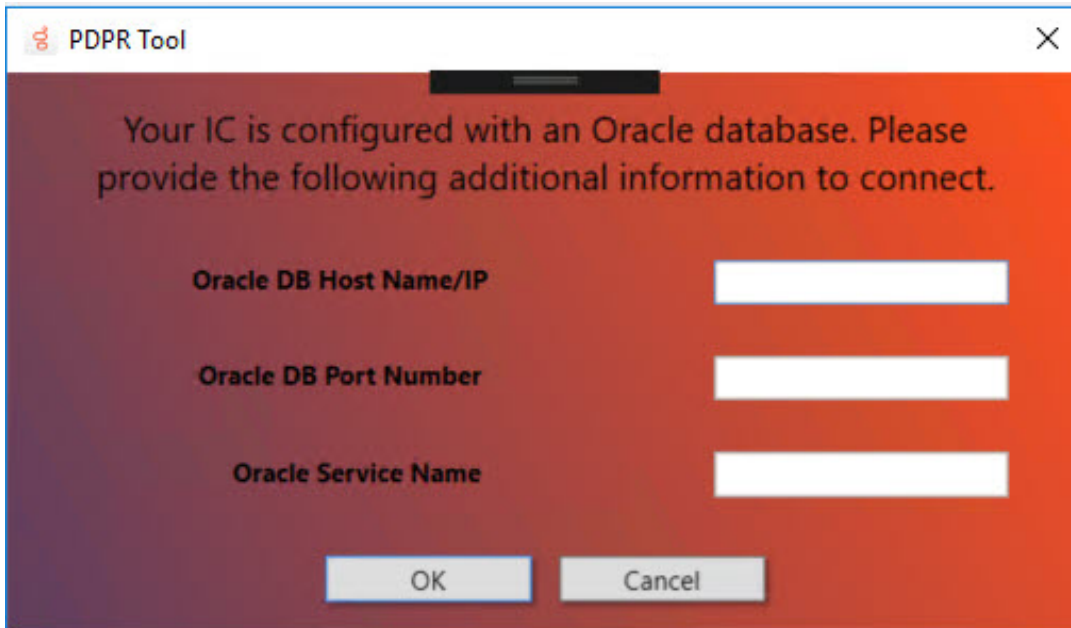 PDPR Tool
Your IC is configured with an Oracle database. Please
provide the following additional information to connect.
Oracle DB Host Name/IP
Oracle DB Port Number
Oracle Service Name
OK Cancel